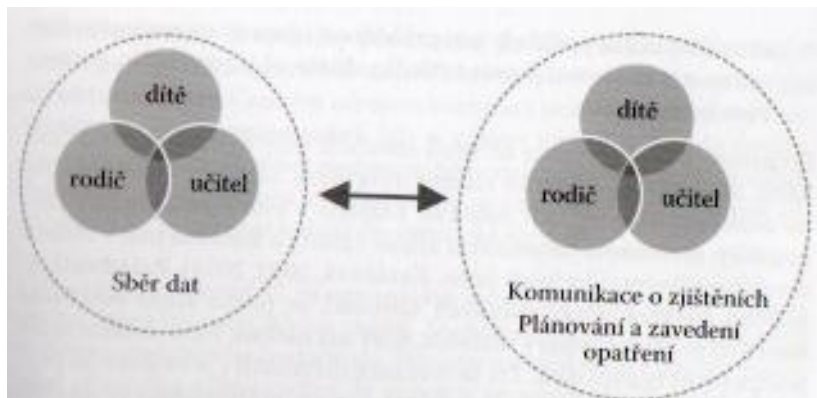 dítě
rodič
učitel
Sběr dat
dítě
rodič
učitel
Komunikace o zjištěních
Plánování a zavedení
opatření